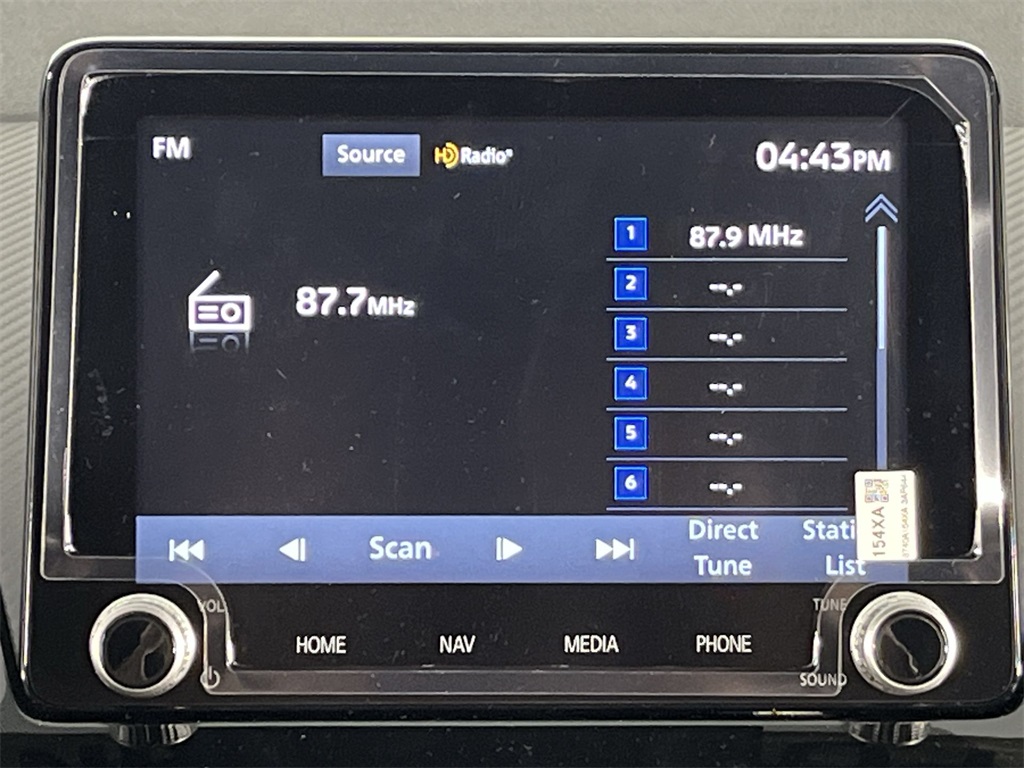 FM
Source
HD Radio
04:43PM
87.7MHz
1 87.9 MHz
2 --.-
3 --.-
4 --.-
5 --.-
6 --.-
Scan
Direct
Tune
Stati
List
154XA
VOL
TUNE
HOME
NAV
MEDIA
PHONE
SOUND